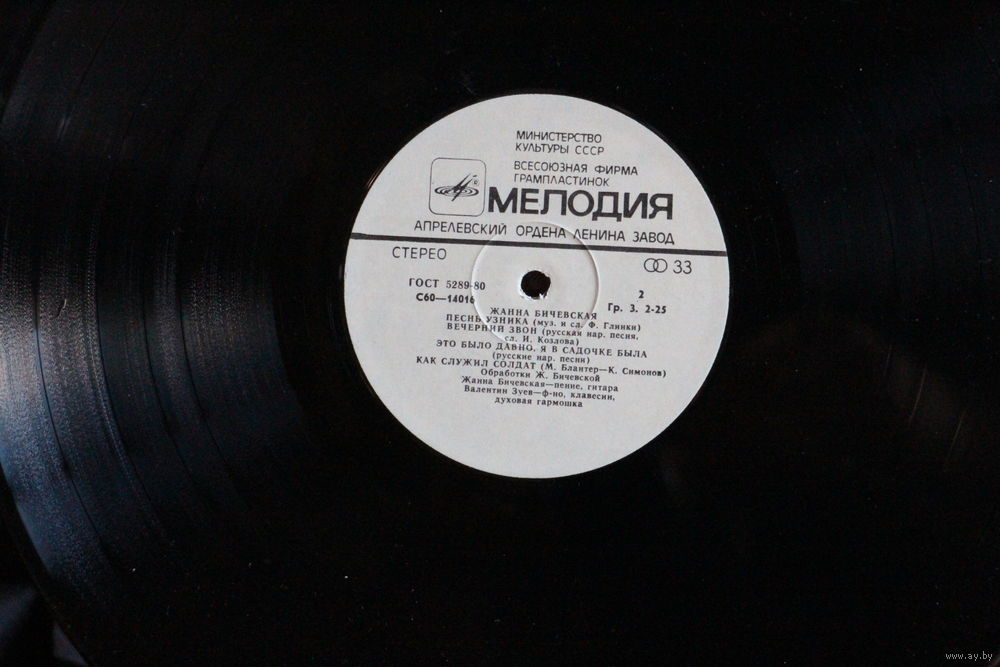 МИНИСТЕРСТВО
КУЛЬТУРЫ СССР
ВСЕСОЮЗНАЯ ФИРМА
ГРАМПЛАСТИНОК
МЕЛОДИЯ
АПРЕЛЕВСКИЙ ОРДЕНА ЛЕНИНА ЗАВОД
СТЕРЕО
33
ГОСТ 5289-80
С60—14016
2
Гр. 3. 2-25
ЖАННА БИЧЕВСКАЯ
ПЕСНЬ УЗНИКА (муз. и сл. Ф. Глинки)
ВЕЧЕРНИЙ ЗВОН (русская нар. песня,
сл. И. Козлова)
ЭТО БЫЛО ДАВНО. Я В САДОЧКЕ БЫЛА
(русские нар. песни)
КАК СЛУЖИЛ СОЛДАТ (М. Блантер—К. Симонов)
Обработки Ж. Бичевской
Жанна Бичевская—пение, гитара
Валентин Зуев—ф-но, клавесин,
духовая гармошка
www.ay.by